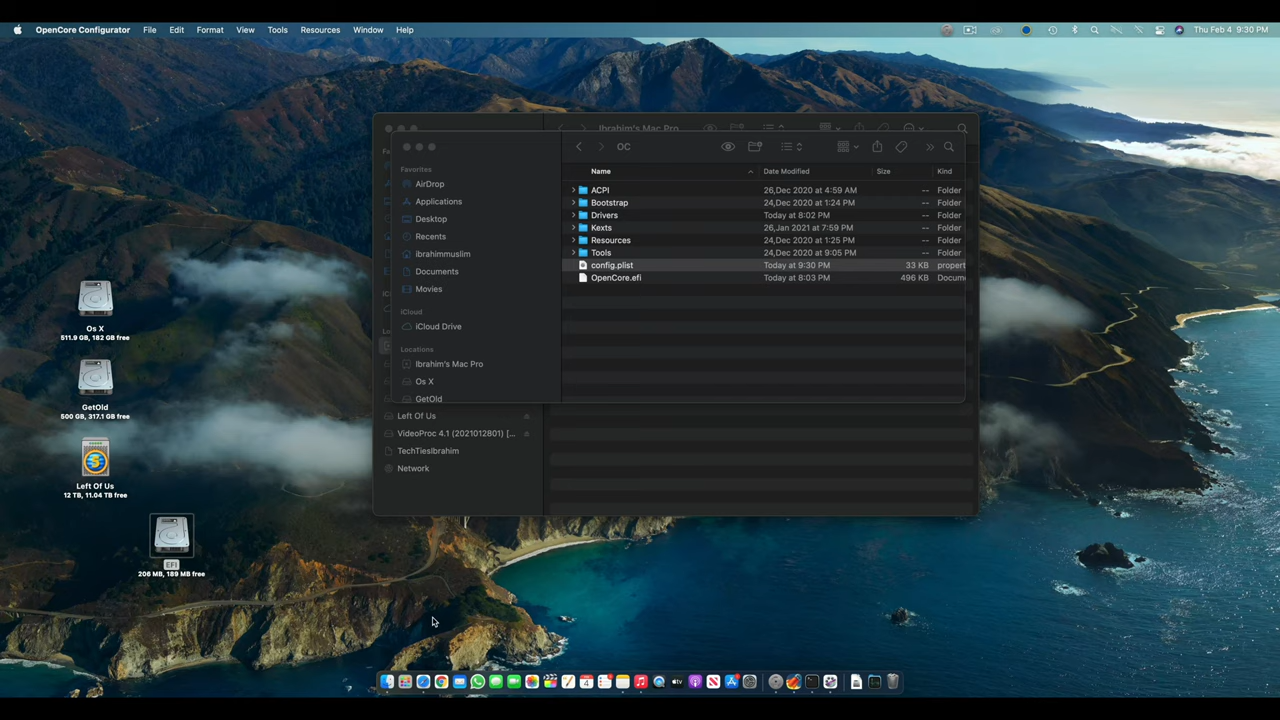 OpenCore Configurator File Edit Format View Tools Resources Window Help Thu Feb 4 9:30 PM
Ibrahim's Mac Pro
OC
Name Date Modified Size Kind
ACPI 26,Dec 2020 at 4:59 AM -- Folder
Bootstrap 24,Dec 2020 at 1:24 PM -- Folder
Drivers Today at 8:02 PM -- Folder
Kexts 26,Jan 2021 at 7:59 PM -- Folder
Resources 24,Dec 2020 at 1:25 PM -- Folder
Tools 24,Dec 2020 at 9:05 PM -- Folder
config.plist Today at 9:30 PM 33 KB propert
OpenCore.efi Today at 8:03 PM 496 KB Docume
Favorites
AirDrop
Applications
Desktop
Recents
ibrahimmuslim
Documents
Movies
iCloud
iCloud Drive
Locations
Ibrahim's Mac Pro
Os X
GetOld
Left Of Us
VideoProc 4.1 (2021012801) [...
TechTiesIbrahim
Network
Os X
511.9 GB, 182 GB free
GetOld
500 GB, 317.1 GB free
Left Of Us
12 TB, 11.04 TB free
EFI
206 MB, 189 MB free